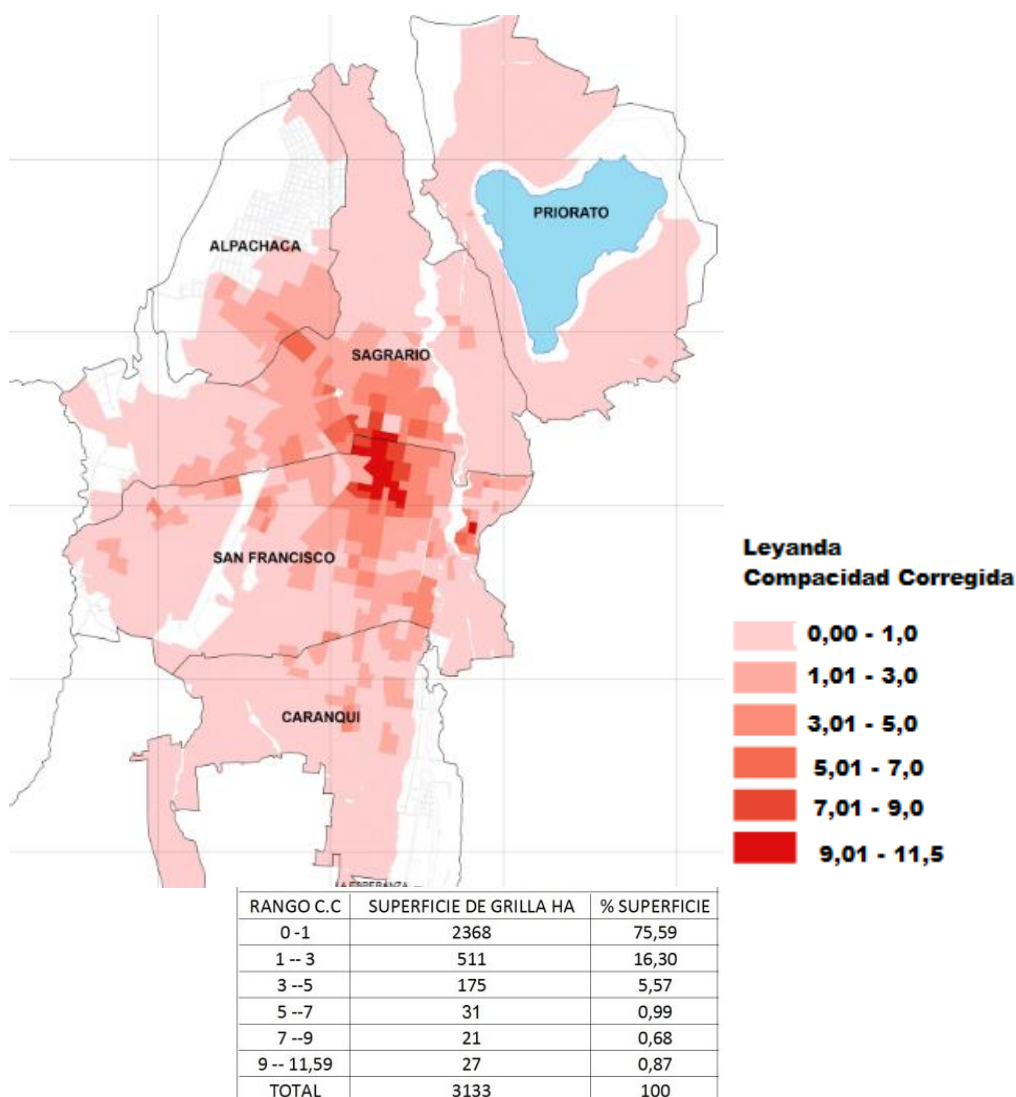 PRIORATO
ALPACHACA
SAGRARIO
SAN FRANCISCO
CARANQUI
LA ESPERANZA
Leyanda
Compacidad Corregida
0,00 - 1,0
1,01 - 3,0
3,01 - 5,0
5,01 - 7,0
7,01 - 9,0
9,01 - 11,5
RANGO C.C SUPERFICIE DE GRILLA HA % SUPERFICIE
0 -1 2368 75,59
1 -- 3 511 16,30
3 --5 175 5,57
5 --7 31 0,99
7 --9 21 0,68
9 -- 11,59 27 0,87
TOTAL 3133 100